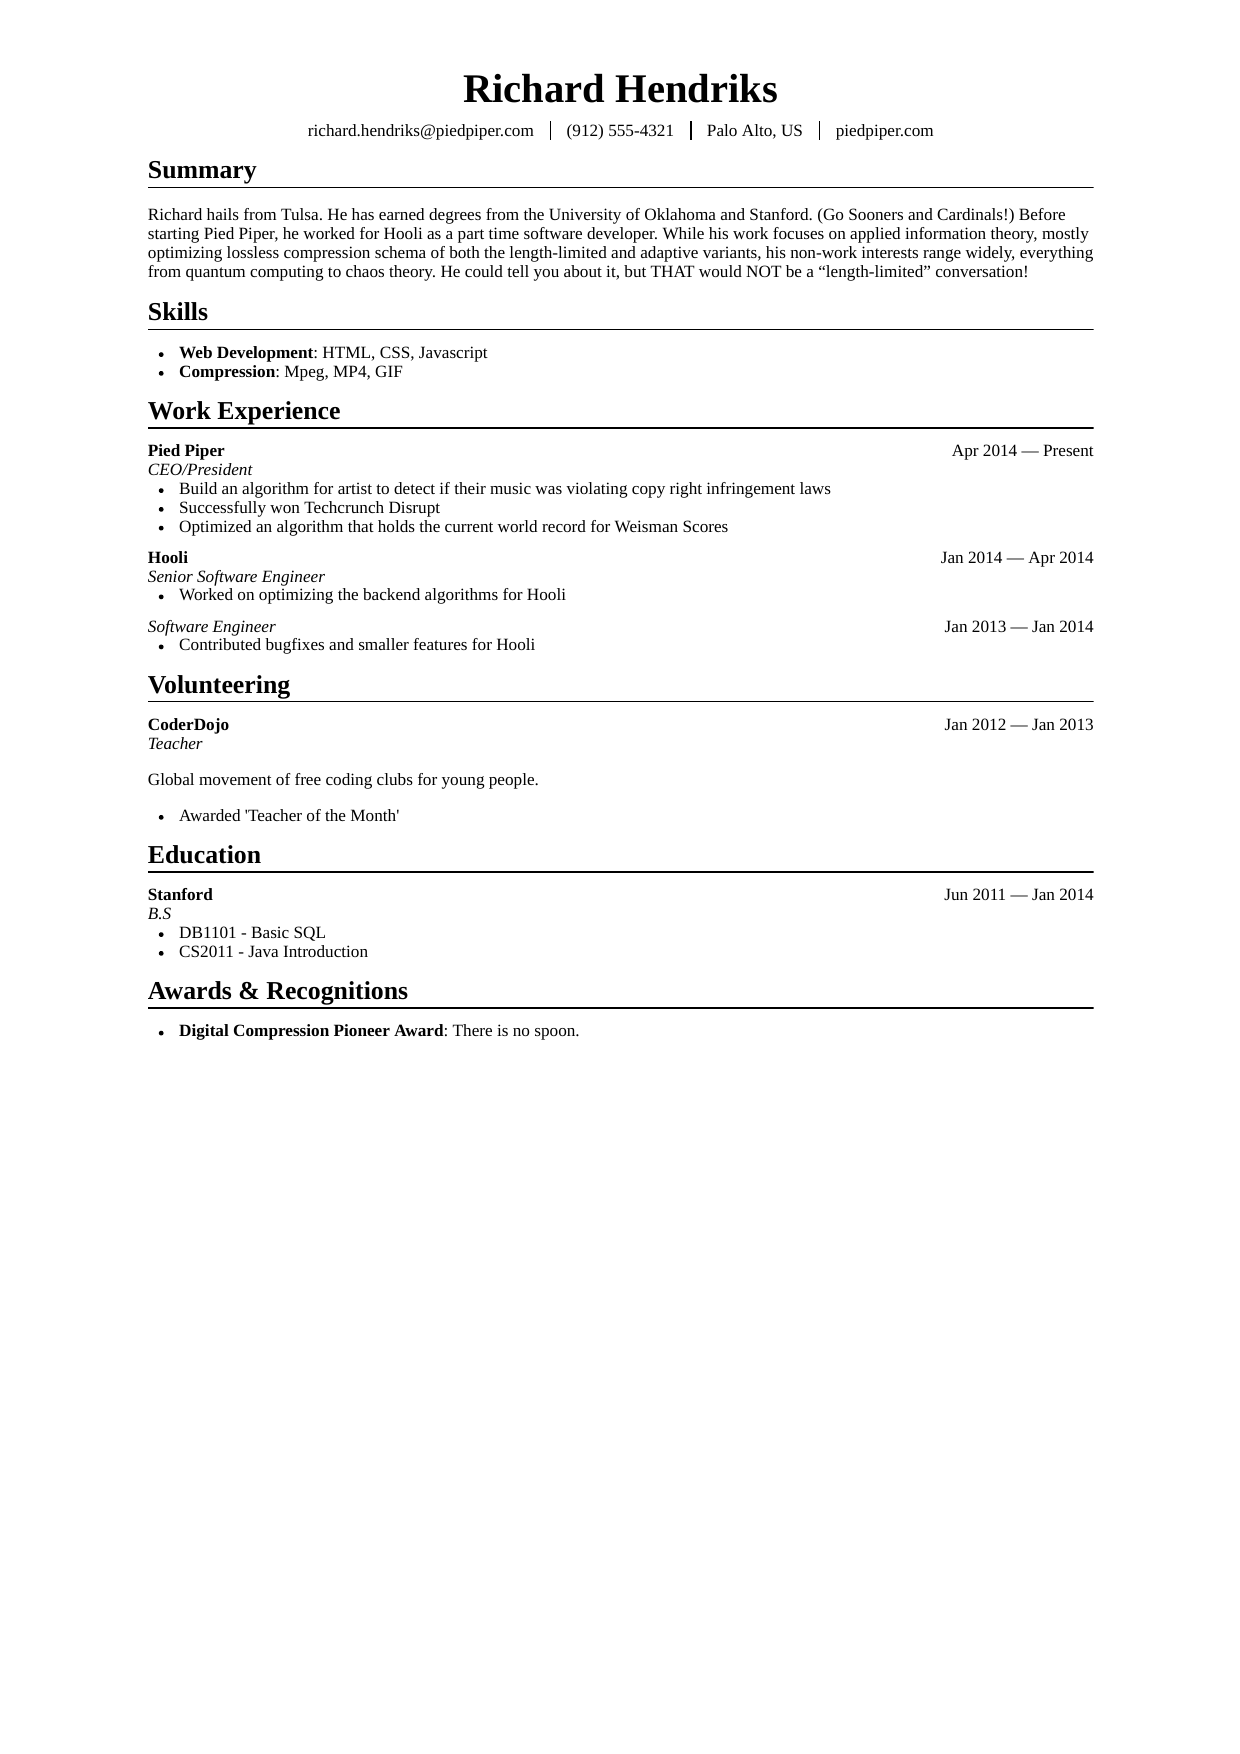 Richard Hendriks
richard.hendriks@piedpiper.com (912) 555-4321 Palo Alto, US piedpiper.com
Summary
Richard hails from Tulsa. He has earned degrees from the University of Oklahoma and Stanford. (Go Sooners and Cardinals!) Before
starting Pied Piper, he worked for Hooli as a part time software developer. While his work focuses on applied information theory, mostly
optimizing lossless compression schema of both the length-limited and adaptive variants, his non-work interests range widely, everything
from quantum computing to chaos theory. He could tell you about it, but THAT would NOT be a “length-limited” conversation!
Skills
• Web Development: HTML, CSS, Javascript
• Compression: Mpeg, MP4, GIF
Work Experience
Pied Piper Apr 2014 — Present
CEO/President
• Build an algorithm for artist to detect if their music was violating copy right infringement laws
• Successfully won Techcrunch Disrupt
• Optimized an algorithm that holds the current world record for Weisman Scores
Hooli Jan 2014 — Apr 2014
Senior Software Engineer
• Worked on optimizing the backend algorithms for Hooli
Software Engineer Jan 2013 — Jan 2014
• Contributed bugfixes and smaller features for Hooli
Volunteering
CoderDojo Jan 2012 — Jan 2013
Teacher
Global movement of free coding clubs for young people.
• Awarded 'Teacher of the Month'
Education
Stanford Jun 2011 — Jan 2014
B.S
• DB1101 - Basic SQL
• CS2011 - Java Introduction
Awards & Recognitions
• Digital Compression Pioneer Award: There is no spoon.